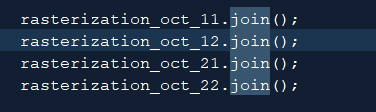 rasterization_oct_11.join();
rasterization_oct_12.join();
rasterization_oct_21.join();
rasterization_oct_22.join();